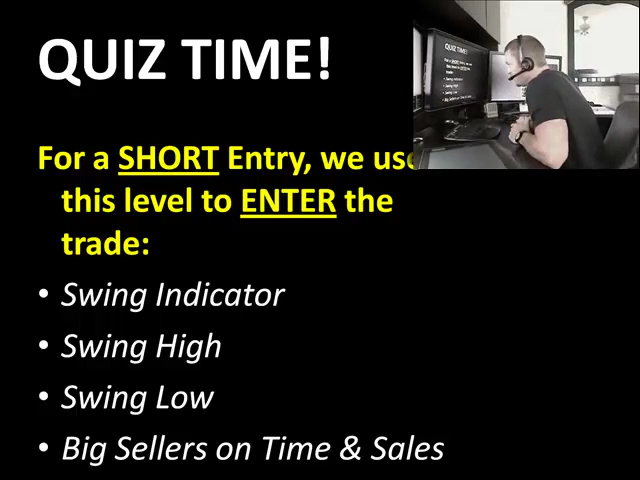 QUIZ TIME!
For a SHORT Entry, we use
this level to ENTER the
trade:
• Swing Indicator
• Swing High
• Swing Low
• Big Sellers on Time & Sales